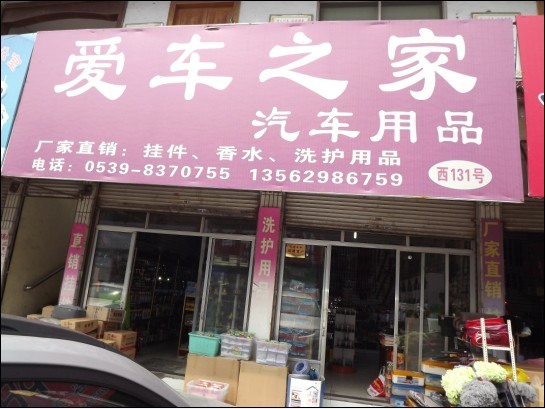 爱车之家
汽车用品
厂家直销：挂件、香水、洗护用品
电话：0539-8370755 13562986759
西131号
直销
洗护用
厂家直销